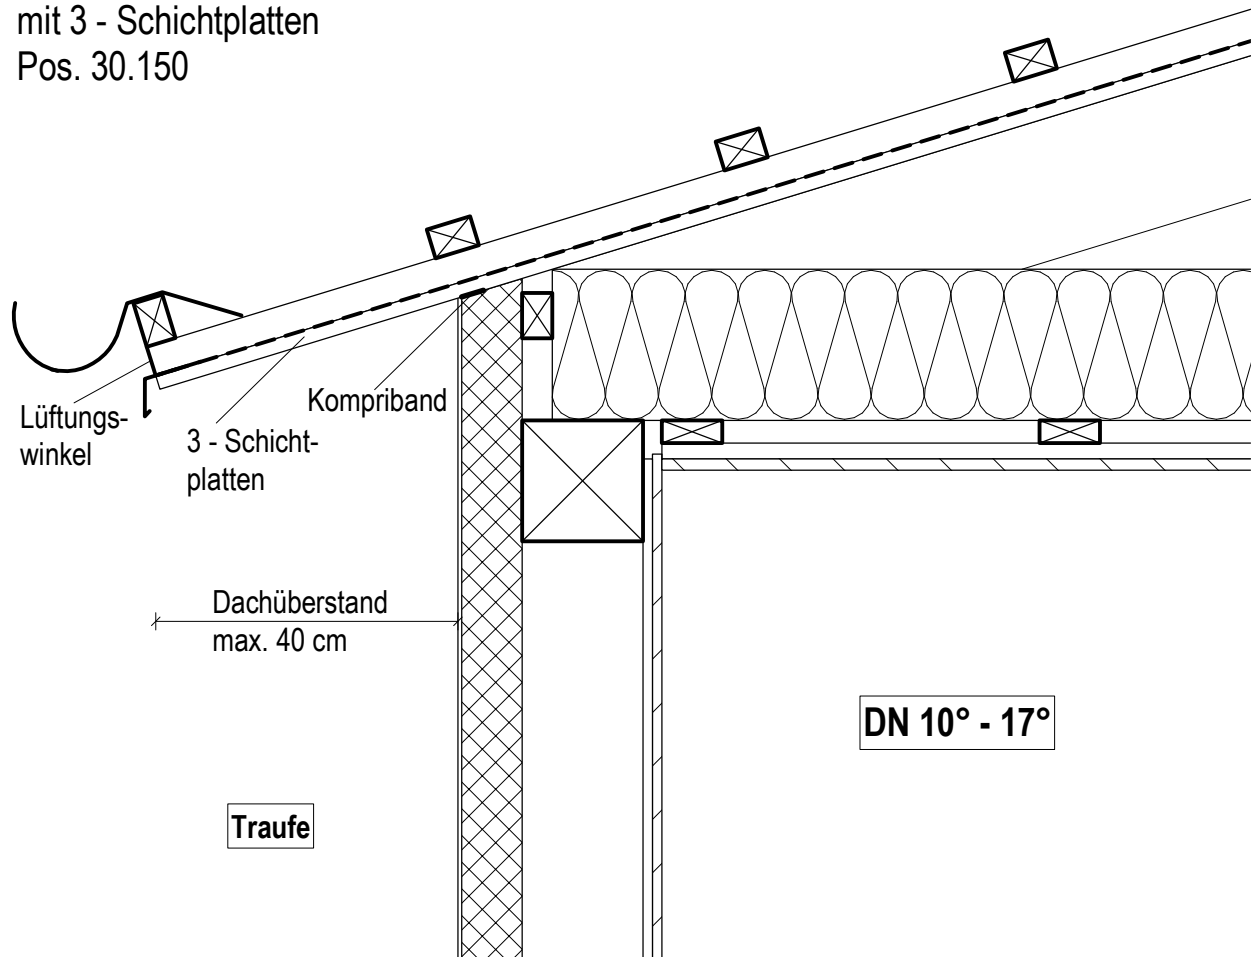 mit 3 - Schichtplatten
Pos. 30.150
Kompriband
Lüftungs-
winkel
3 - Schicht-
platten
Dachüberstand
max. 40 cm
DN 10° - 17°
Traufe